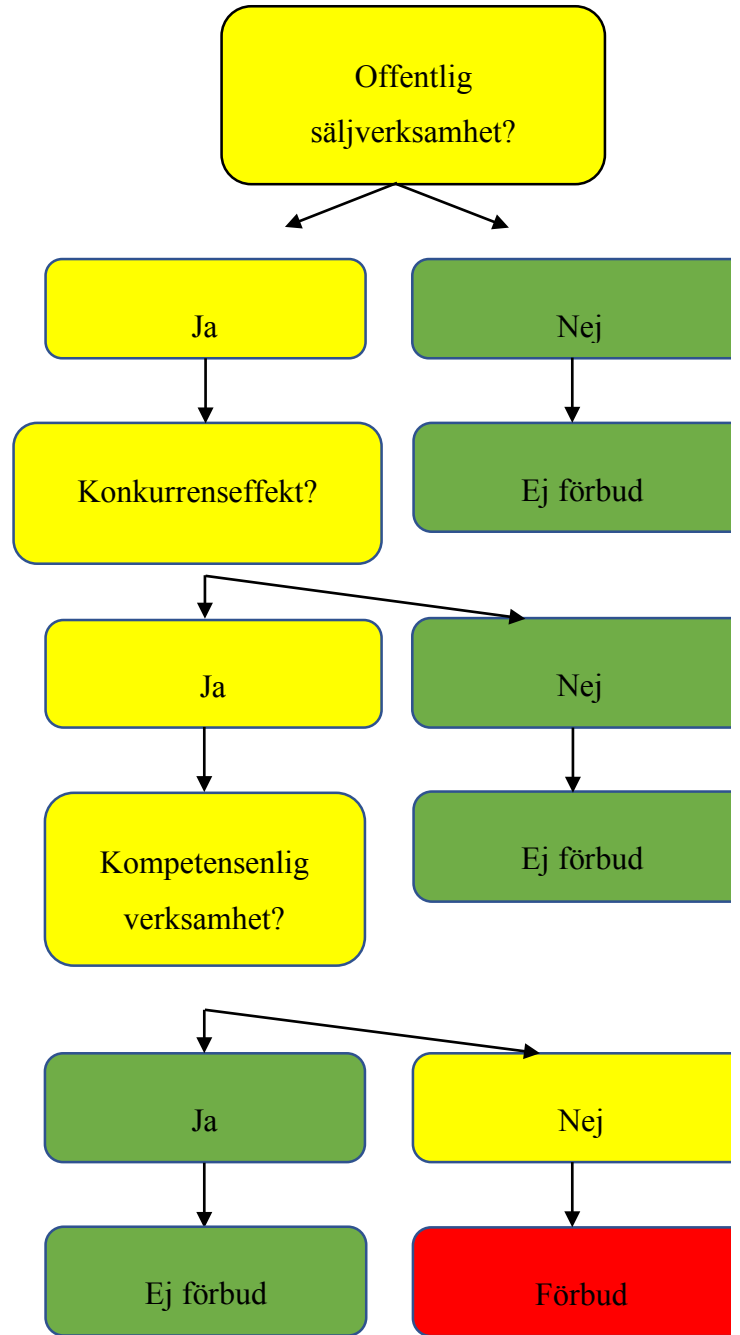 Offentlig
säljverksamhet?
Ja
Nej
Konkurrenseffekt?
Ej förbud
Ja
Nej
Kompetensenlig
verksamhet?
Ej förbud
Ja
Nej
Ej förbud
Förbud